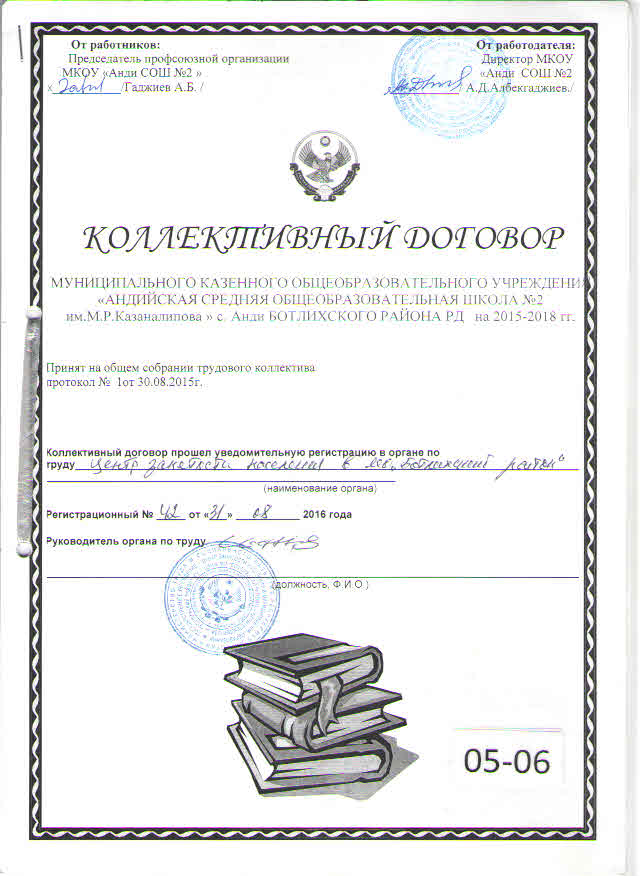 От работников:
Председатель профсоюзной организации
МКОУ «Анди СОШ №2 »
/Гаджиев А.Б. /
От работодателя:
Директор МКОУ
«Анди СОШ №2
А.Д.Албекгаджиев./
КОЛЛЕКТИВНЫЙ ДОГОВОР
МУНИЦИПАЛЬНОГО КАЗЕННОГО ОБЩЕОБРАЗОВАТЕЛЬНОГО УЧРЕЖДЕНИЯ
«АНДИЙСКАЯ СРЕДНЯЯ ОБЩЕОБРАЗОВАТЕЛЬНАЯ ШКОЛА №2
им.М.Р.Казаналипова » с. Анди БОТЛИХСКОГО РАЙОНА РД на 2015-2018 гг.
Принят на общем собрании трудового коллектива
протокол № 1от 30.08.2015г.
Коллективный договор прошел уведомительную регистрацию в органе по
труду Центр занятости населения в МО „Ботлихский район“
(наименование органа)
Регистрационный № 42 от «31» 08 2016 года
Руководитель органа по труду
(должность, Ф.И.О.)
05-06